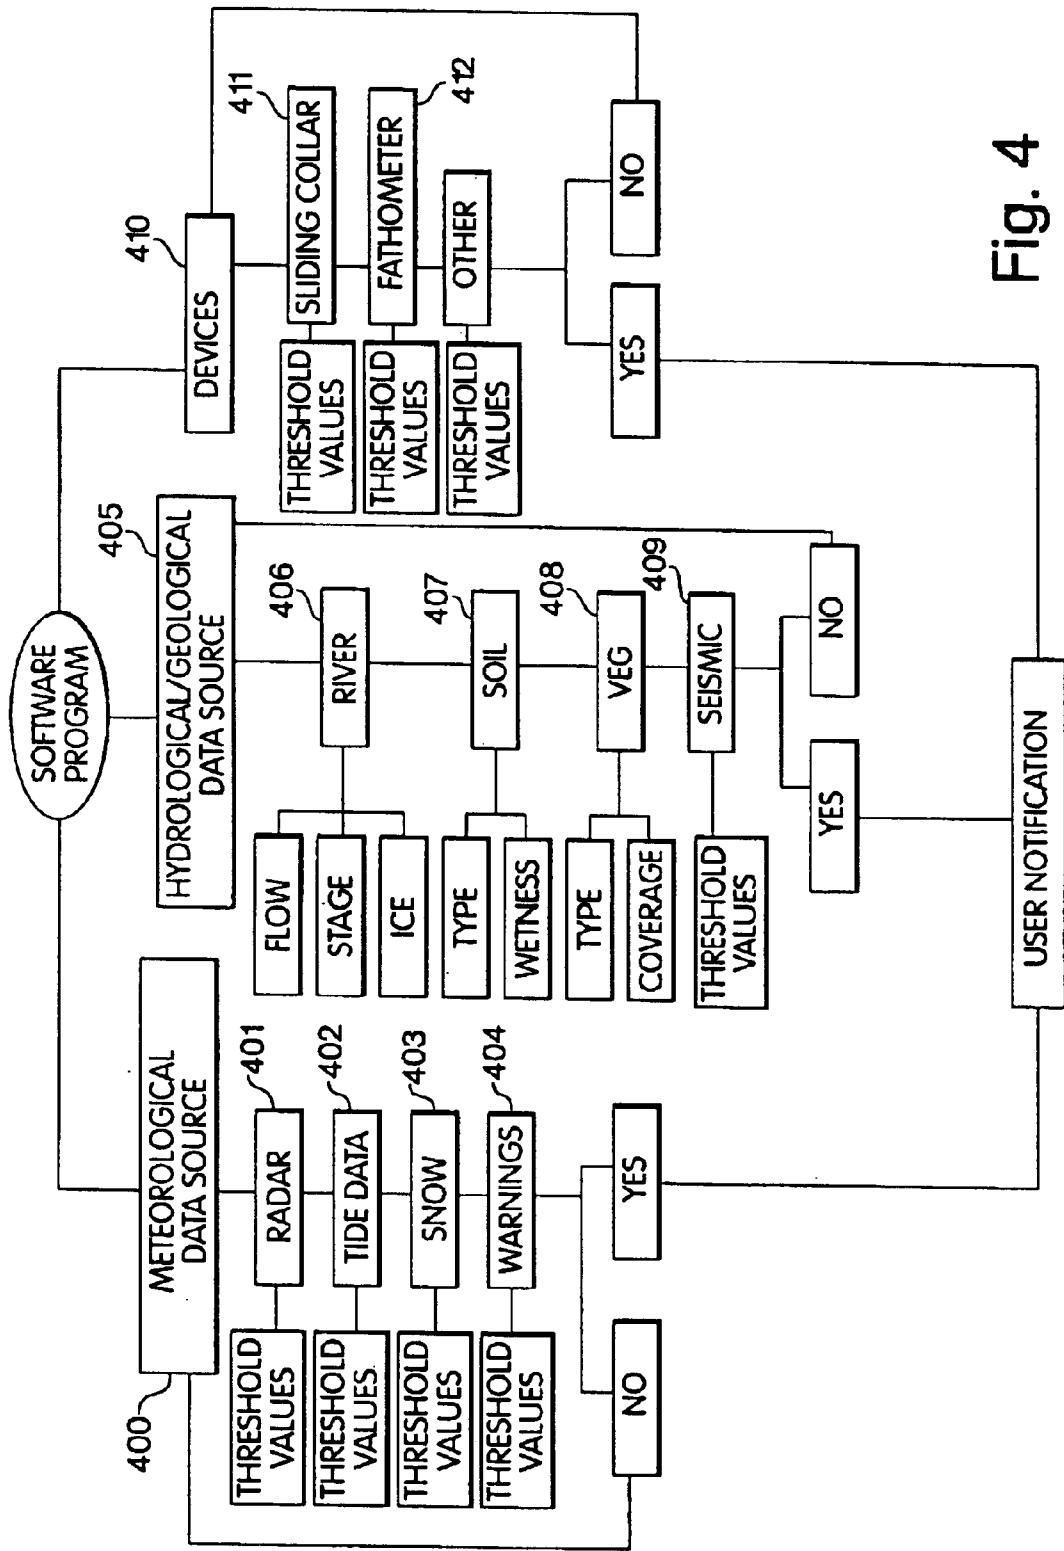 SOFTWARE
PROGRAM
400
METEOROLOGICAL
DATA SOURCE
THRESHOLD
VALUES
RADAR
401
THRESHOLD
VALUES
TIDE DATA
402
THRESHOLD
VALUES
SNOW
403
THRESHOLD
VALUES
WARNINGS
404
NO
YES
HYDROLOGICAL/GEOLOGICAL
DATA SOURCE
405
FLOW
STAGE
ICE
RIVER
406
TYPE
WETNESS
SOIL
407
TYPE
COVERAGE
VEG
408
THRESHOLD
VALUES
SEISMIC
409
YES
NO
DEVICES
410
THRESHOLD
VALUES
SLIDING COLLAR
411
THRESHOLD
VALUES
FATHOMETER
412
THRESHOLD
VALUES
OTHER
YES
NO
USER NOTIFICATION
Fig. 4